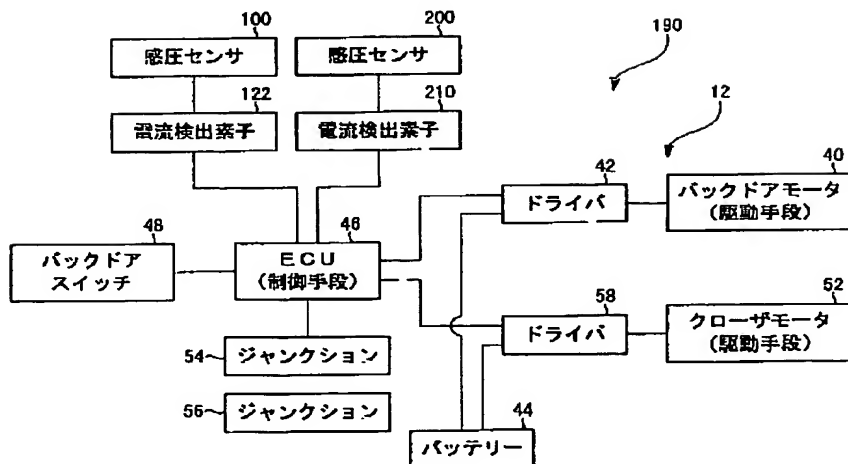 100
200
190
感圧センサ
感圧センサ
122
210
12
電流検出素子
電流検出素子
42
40
ドライバ
バックドアモータ
(駆動手段)
48
46
バックドア
スイッチ
ECU
(制御手段)
58
52
ドライバ
クローザモータ
(駆動手段)
54
ジャンクション
56
ジャンクション
44
バッテリー